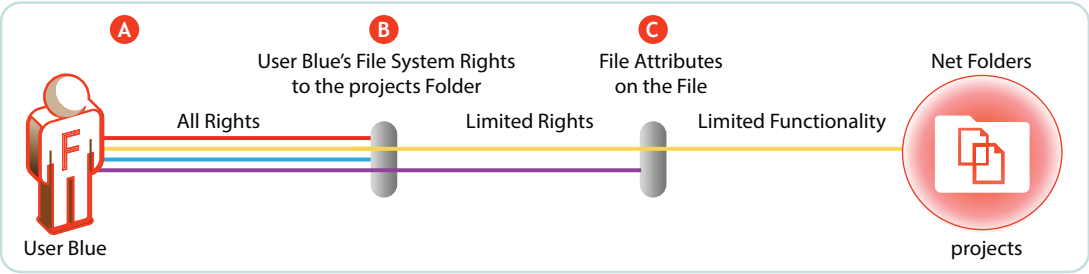 A
B
C
User Blue's File System Rights
to the projects Folder
File Attributes
on the File
Net Folders
All Rights
Limited Rights
Limited Functionality
F
User Blue
projects